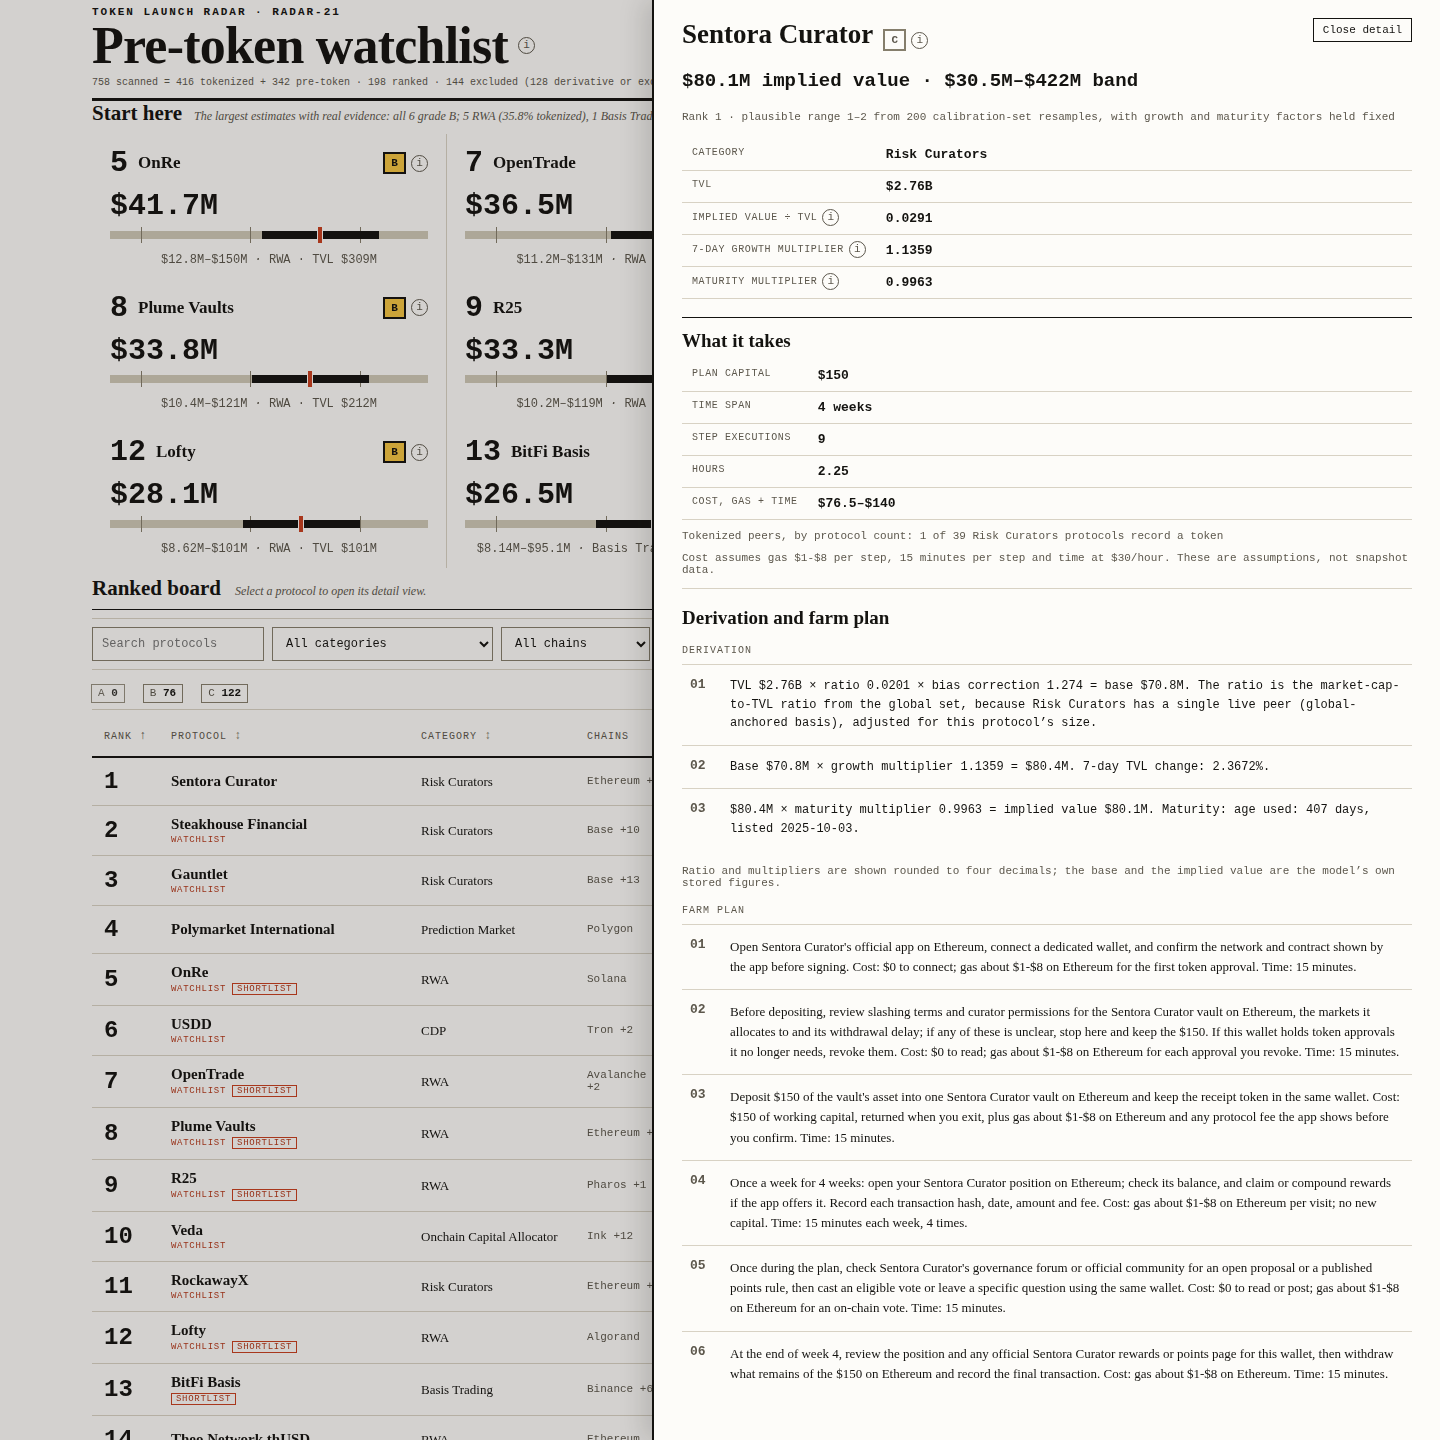 TOKEN LAUNCH RADAR · RADAR-21
Pre-token watchlist i
758 scanned = 416 tokenized + 342 pre-token · 198 ranked · 144 excluded (128 derivative or exc
Start here The largest estimates with real evidence: all 6 grade B; 5 RWA (35.8% tokenized), 1 Basis Trad
5 OnRe B i
$41.7M
$12.8M–$150M · RWA · TVL $309M
7 OpenTrade
$36.5M
$11.2M–$131M · RWA
8 Plume Vaults B i
$33.8M
$10.4M–$121M · RWA · TVL $212M
9 R25
$33.3M
$10.2M–$119M · RWA
12 Lofty B i
$28.1M
$8.62M–$101M · RWA · TVL $101M
13 BitFi Basis
$26.5M
$8.14M–$95.1M · Basis Tra
Ranked board Select a protocol to open its detail view.
Search protocols All categories All chains
A 0 B 76 C 122
RANK ↑ PROTOCOL ↕ CATEGORY ↕ CHAINS
1 Sentora Curator Risk Curators Ethereum +
2 Steakhouse Financial Risk Curators Base +10
WATCHLIST
3 Gauntlet Risk Curators Base +13
WATCHLIST
4 Polymarket International Prediction Market Polygon
5 OnRe RWA Solana
WATCHLIST SHORTLIST
6 USDD CDP Tron +2
WATCHLIST
7 OpenTrade RWA Avalanche +2
WATCHLIST SHORTLIST
8 Plume Vaults RWA Ethereum +
WATCHLIST SHORTLIST
9 R25 RWA Pharos +1
WATCHLIST SHORTLIST
10 Veda Onchain Capital Allocator Ink +12
WATCHLIST
11 RockawayX Risk Curators Ethereum +
WATCHLIST
12 Lofty RWA Algorand
WATCHLIST SHORTLIST
13 BitFi Basis Basis Trading Binance +6
SHORTLIST
14 Theo Network thUSD RWA Ethereum
Sentora Curator C i
Close detail
$80.1M implied value · $30.5M–$422M band
Rank 1 · plausible range 1–2 from 200 calibration-set resamples, with growth and maturity factors held fixed
CATEGORY Risk Curators
TVL $2.76B
IMPLIED VALUE ÷ TVL i 0.0291
7-DAY GROWTH MULTIPLIER i 1.1359
MATURITY MULTIPLIER i 0.9963
What it takes
PLAN CAPITAL $150
TIME SPAN 4 weeks
STEP EXECUTIONS 9
HOURS 2.25
COST, GAS + TIME $76.5–$140
Tokenized peers, by protocol count: 1 of 39 Risk Curators protocols record a token
Cost assumes gas $1-$8 per step, 15 minutes per step and time at $30/hour. These are assumptions, not snapshot
data.
Derivation and farm plan
DERIVATION
01 TVL $2.76B × ratio 0.0201 × bias correction 1.274 = base $70.8M. The ratio is the market-cap-
to-TVL ratio from the global set, because Risk Curators has a single live peer (global-
anchored basis), adjusted for this protocol’s size.
02 Base $70.8M × growth multiplier 1.1359 = $80.4M. 7-day TVL change: 2.3672%.
03 $80.4M × maturity multiplier 0.9963 = implied value $80.1M. Maturity: age used: 407 days,
listed 2025-10-03.
Ratio and multipliers are shown rounded to four decimals; the base and the implied value are the model’s own
stored figures.
FARM PLAN
01 Open Sentora Curator's official app on Ethereum, connect a dedicated wallet, and confirm the network and contract shown by
the app before signing. Cost: $0 to connect; gas about $1-$8 on Ethereum for the first token approval. Time: 15 minutes.
02 Before depositing, review slashing terms and curator permissions for the Sentora Curator vault on Ethereum, the markets it
allocates to and its withdrawal delay; if any of these is unclear, stop here and keep the $150. If this wallet holds token approvals
it no longer needs, revoke them. Cost: $0 to read; gas about $1-$8 on Ethereum for each approval you revoke. Time: 15 minutes.
03 Deposit $150 of the vault's asset into one Sentora Curator vault on Ethereum and keep the receipt token in the same wallet. Cost:
$150 of working capital, returned when you exit, plus gas about $1-$8 on Ethereum and any protocol fee the app shows before
you confirm. Time: 15 minutes.
04 Once a week for 4 weeks: open your Sentora Curator position on Ethereum; check its balance, and claim or compound rewards
if the app offers it. Record each transaction hash, date, amount and fee. Cost: gas about $1-$8 on Ethereum per visit; no new
capital. Time: 15 minutes each week, 4 times.
05 Once during the plan, check Sentora Curator's governance forum or official community for an open proposal or a published
points rule, then cast an eligible vote or leave a specific question using the same wallet. Cost: $0 to read or post; gas about $1-$8
on Ethereum for an on-chain vote. Time: 15 minutes.
06 At the end of week 4, review the position and any official Sentora Curator rewards or points page for this wallet, then withdraw
what remains of the $150 on Ethereum and record the final transaction. Cost: gas about $1-$8 on Ethereum. Time: 15 minutes.